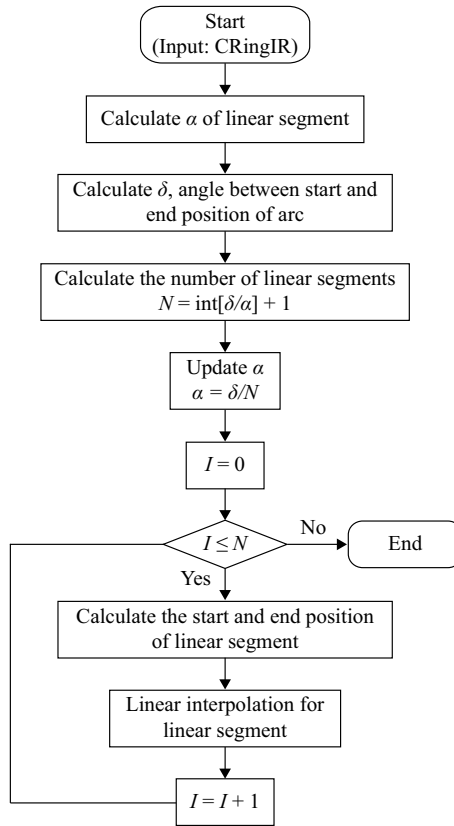 Start
(Input: CRingIR)
Calculate α of linear segment
Calculate δ, angle between start and
end position of arc
Calculate the number of linear segments
N = int[δ/α] + 1
Update α
α = δ/N
I = 0
I ≤ N
No
End
Yes
Calculate the start and end position
of linear segment
Linear interpolation for
linear segment
I = I + 1